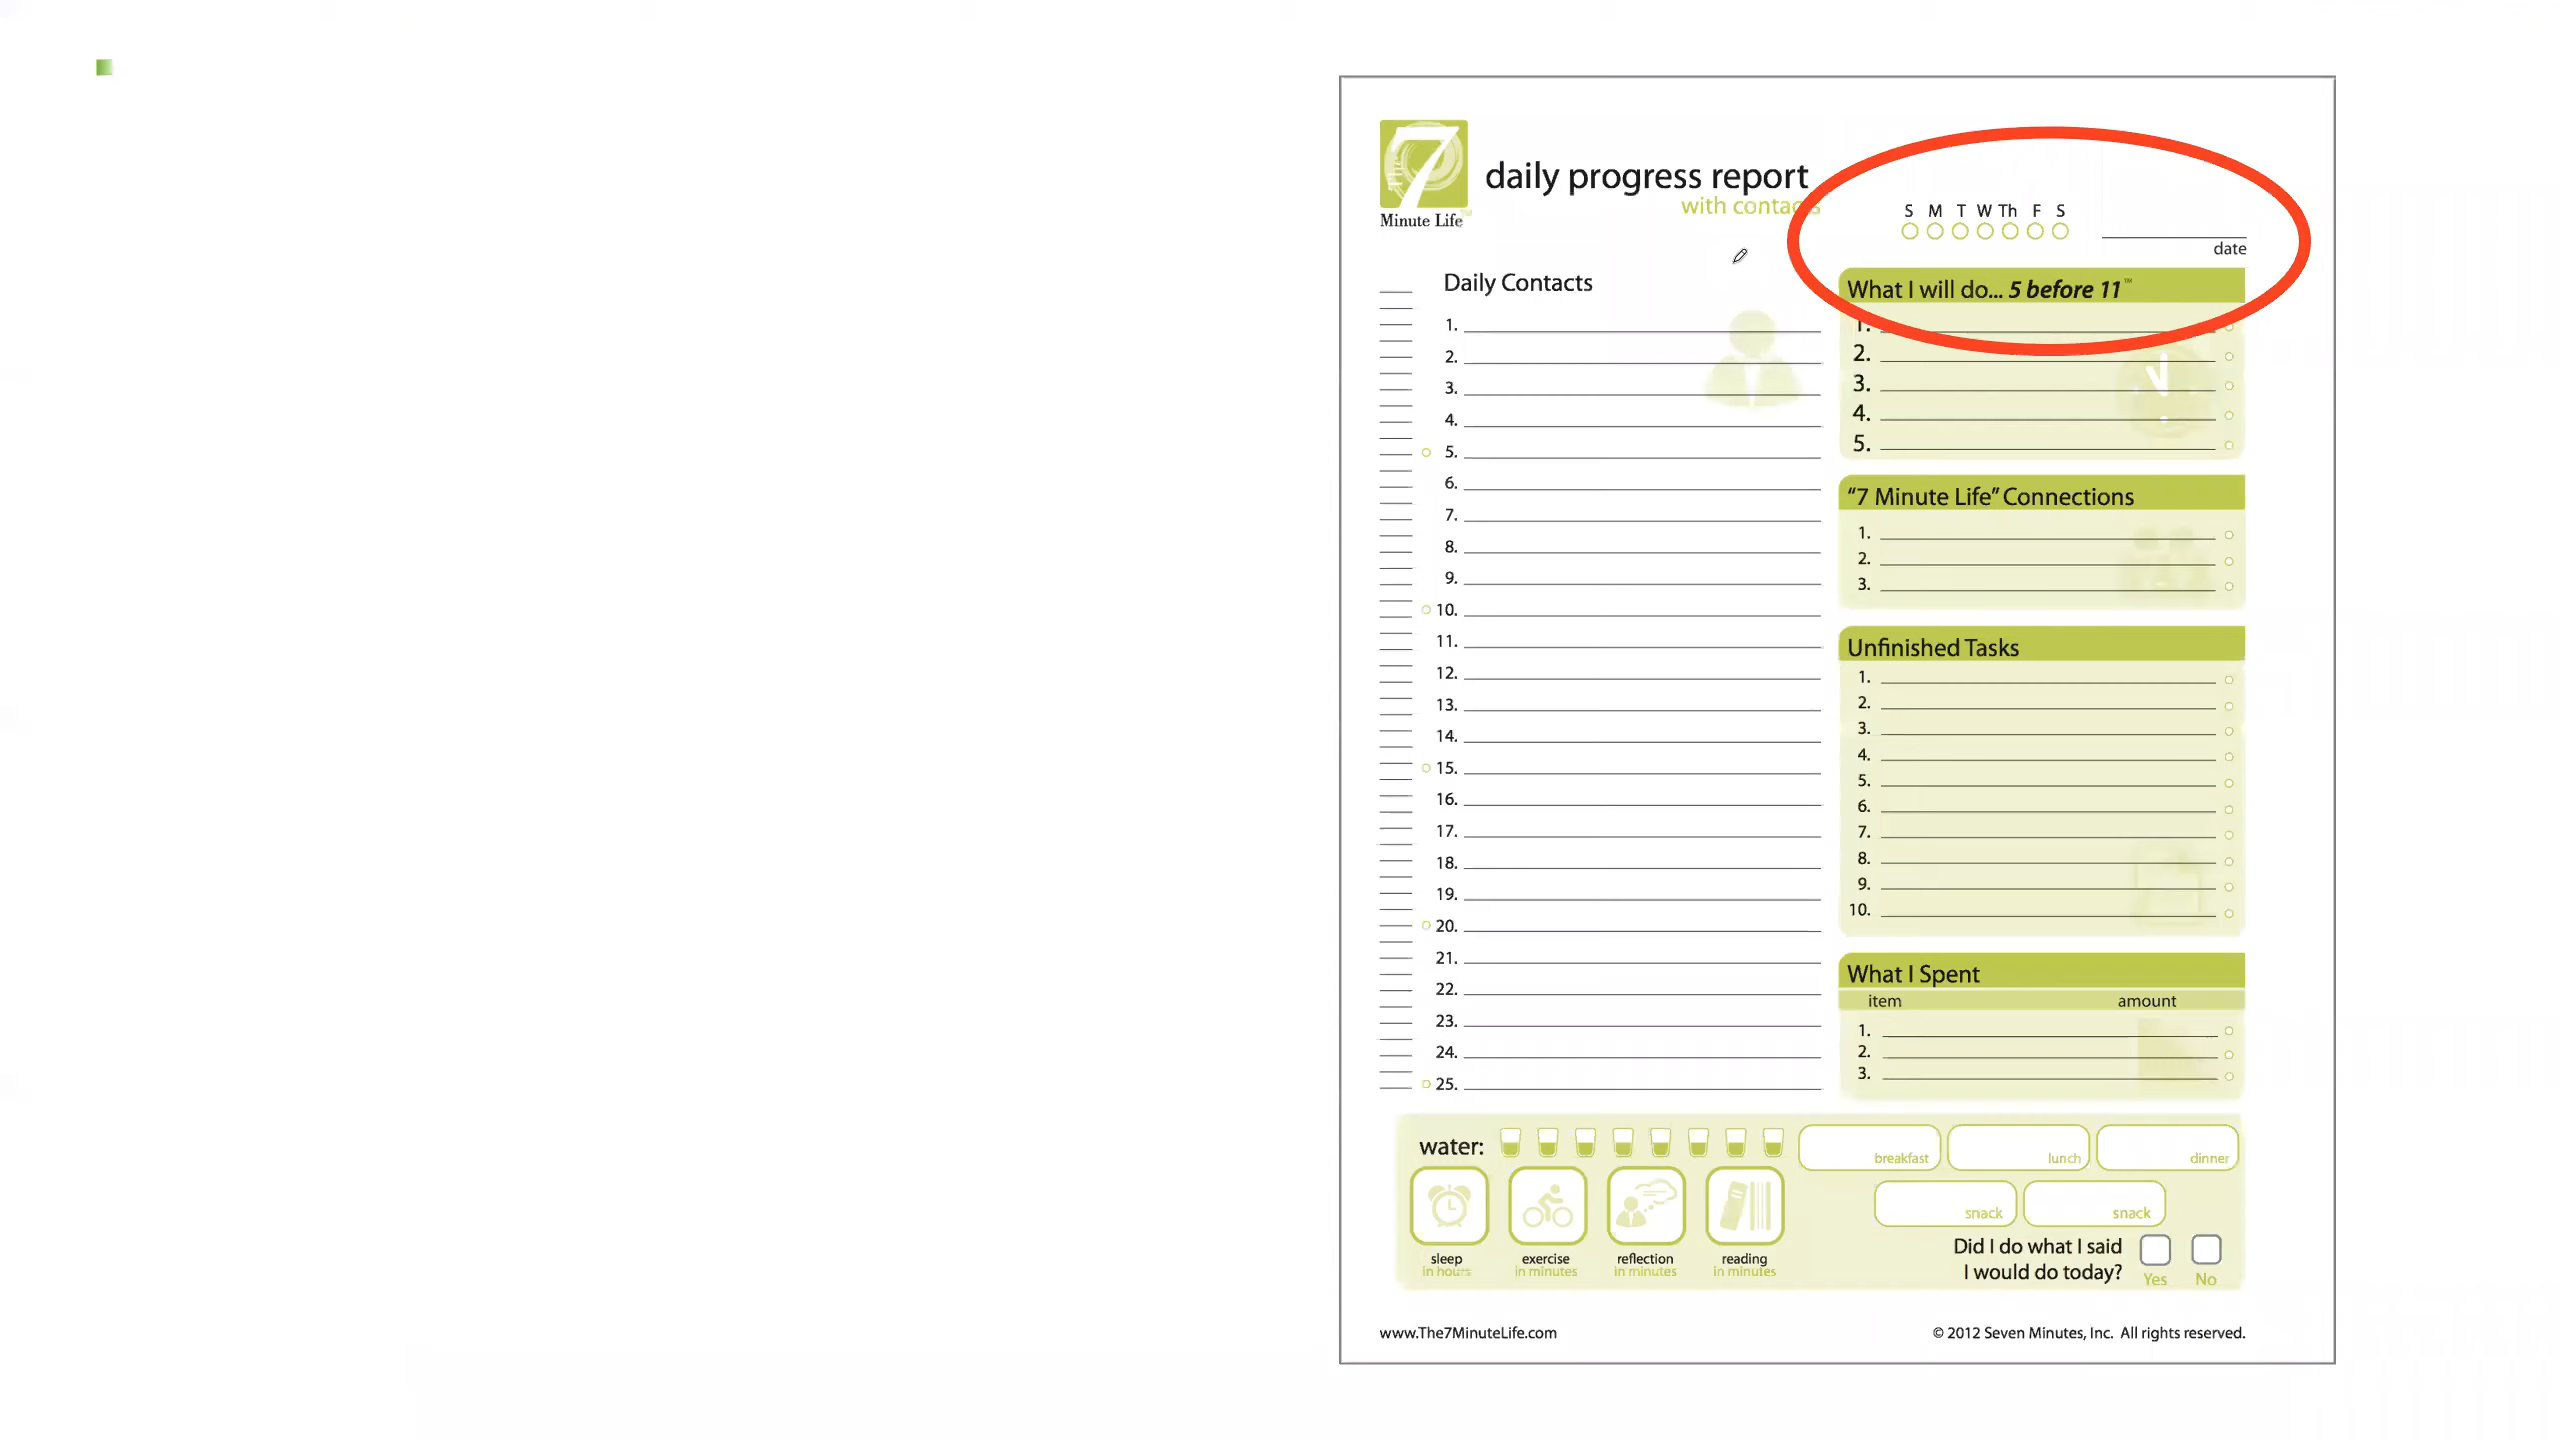 The
7
Minute Life™
daily progress report
with contacts
S M T W Th F S
date
Daily Contacts
1.
2.
3.
4.
5.
6.
7.
8.
9.
10.
11.
12.
13.
14.
15.
16.
17.
18.
19.
20.
21.
22.
23.
24.
25.
What I will do... 5 before 11™
1.
2.
3.
4.
5.
“7 Minute Life” Connections
1.
2.
3.
Unfinished Tasks
1.
2.
3.
4.
5.
6.
7.
8.
9.
10.
What I Spent
item amount
1.
2.
3.
water:
breakfast lunch dinner
snack snack
sleep exercise reflection reading
in hours in minutes in minutes in minutes
Did I do what I said
I would do today?
Yes No
www.The7MinuteLife.com © 2012 Seven Minutes, Inc. All rights reserved.